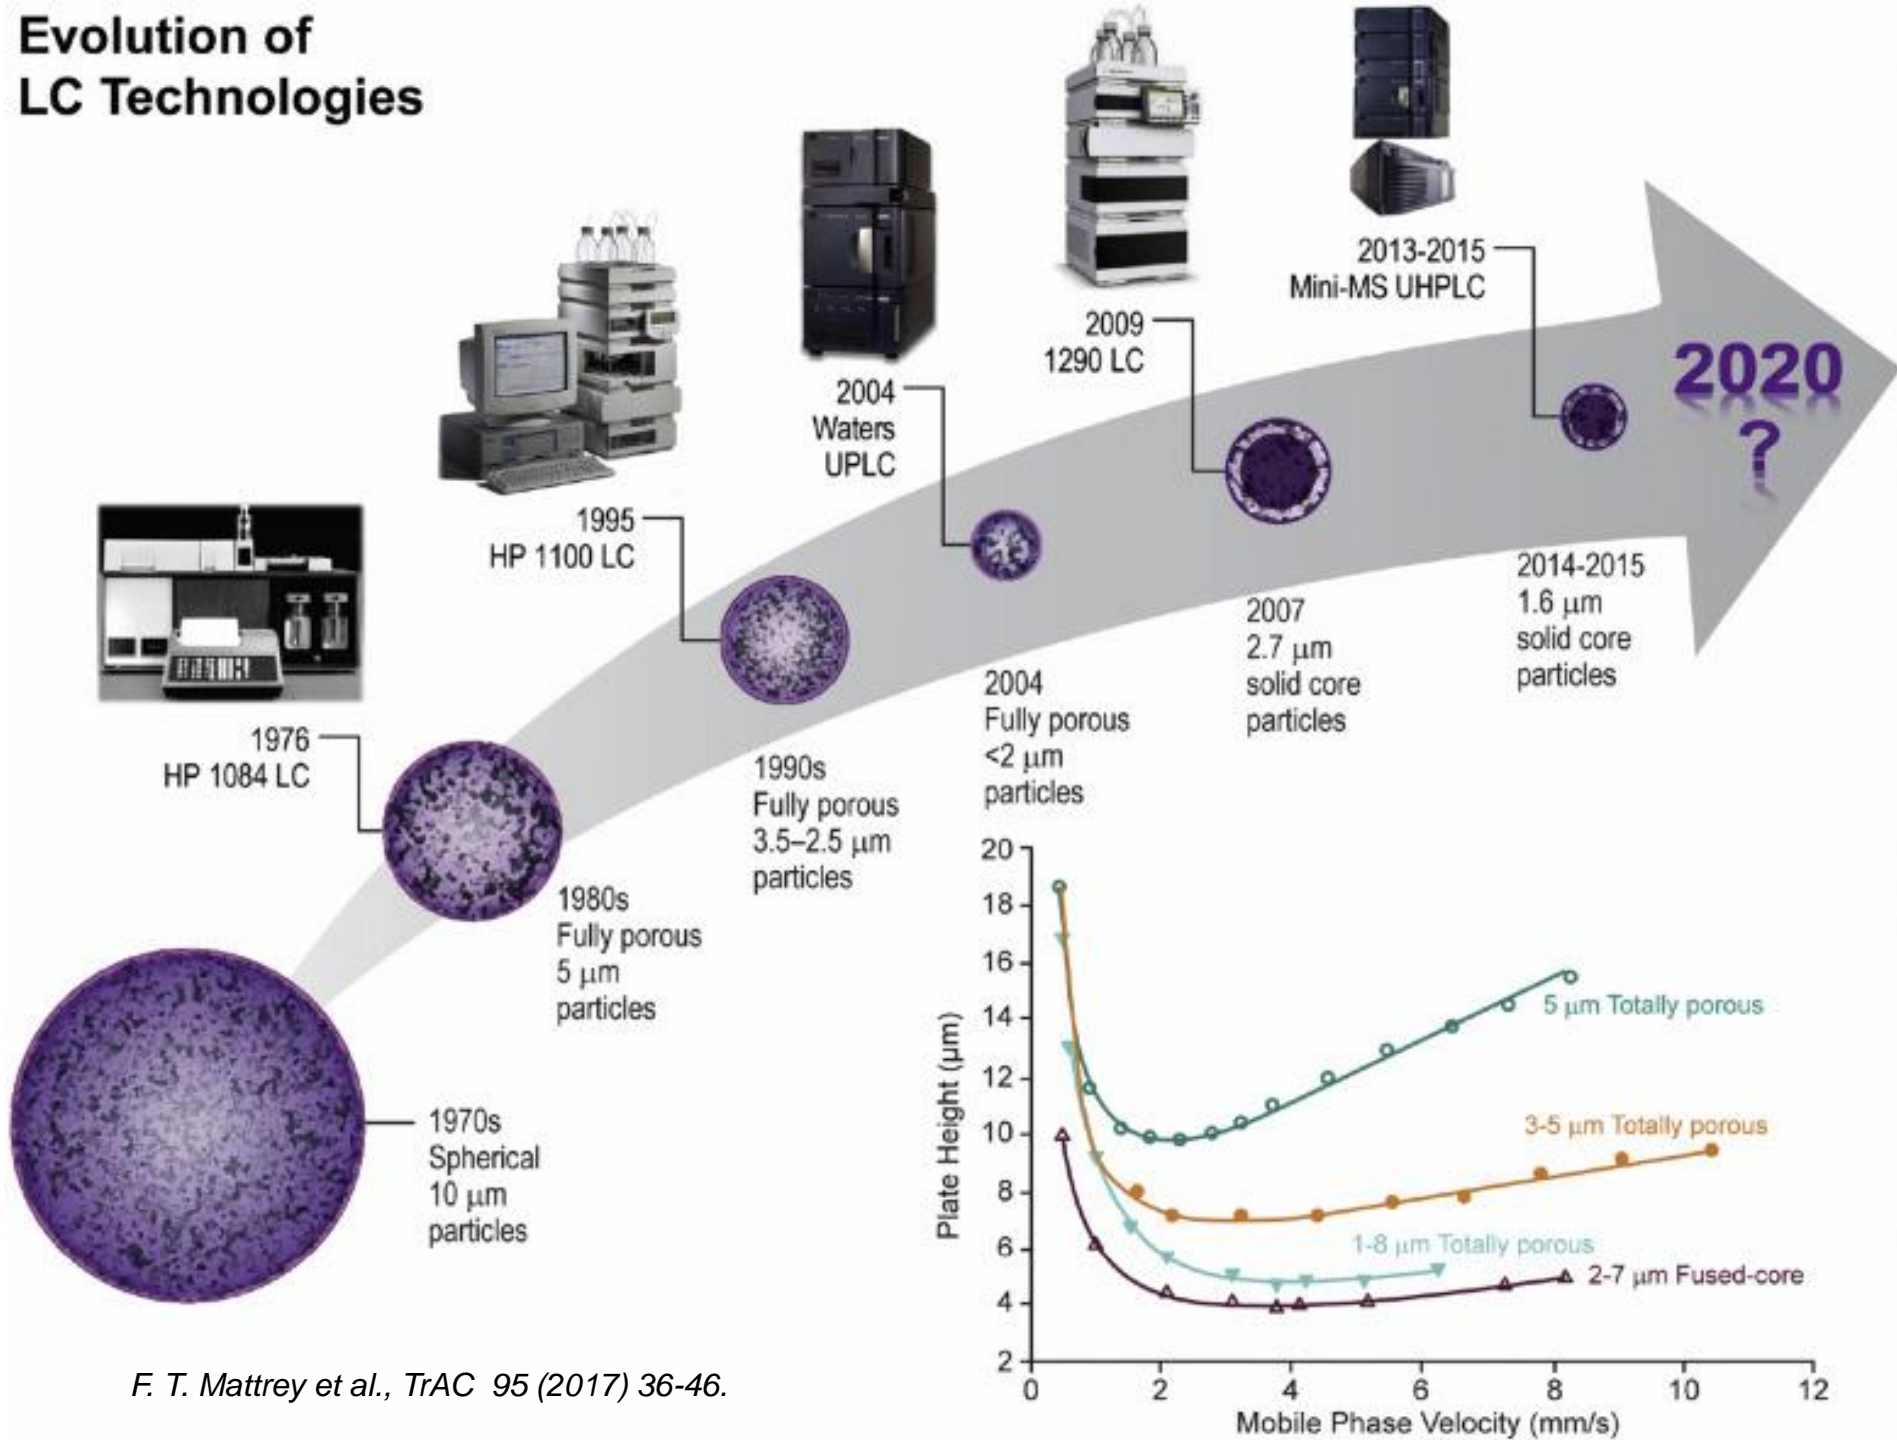 Evolution of
LC Technologies
1976
HP 1084 LC
1995
HP 1100 LC
2004
Waters
UPLC
2009
1290 LC
2013-2015
Mini-MS UHPLC
2020
?
1970s
Spherical
10 μm
particles
1980s
Fully porous
5 μm
particles
1990s
Fully porous
3.5–2.5 μm
particles
2004
Fully porous
<2 μm
particles
2007
2.7 μm
solid core
particles
2014-2015
1.6 μm
solid core
particles
Plate Height (μm)
20
18
16
14
12
10
8
6
4
2
0
2
4
6
8
10
12
Mobile Phase Velocity (mm/s)
5 μm Totally porous
3-5 μm Totally porous
1-8 μm Totally porous
2-7 μm Fused-core
F. T. Mattrey et al., TrAC 95 (2017) 36-46.